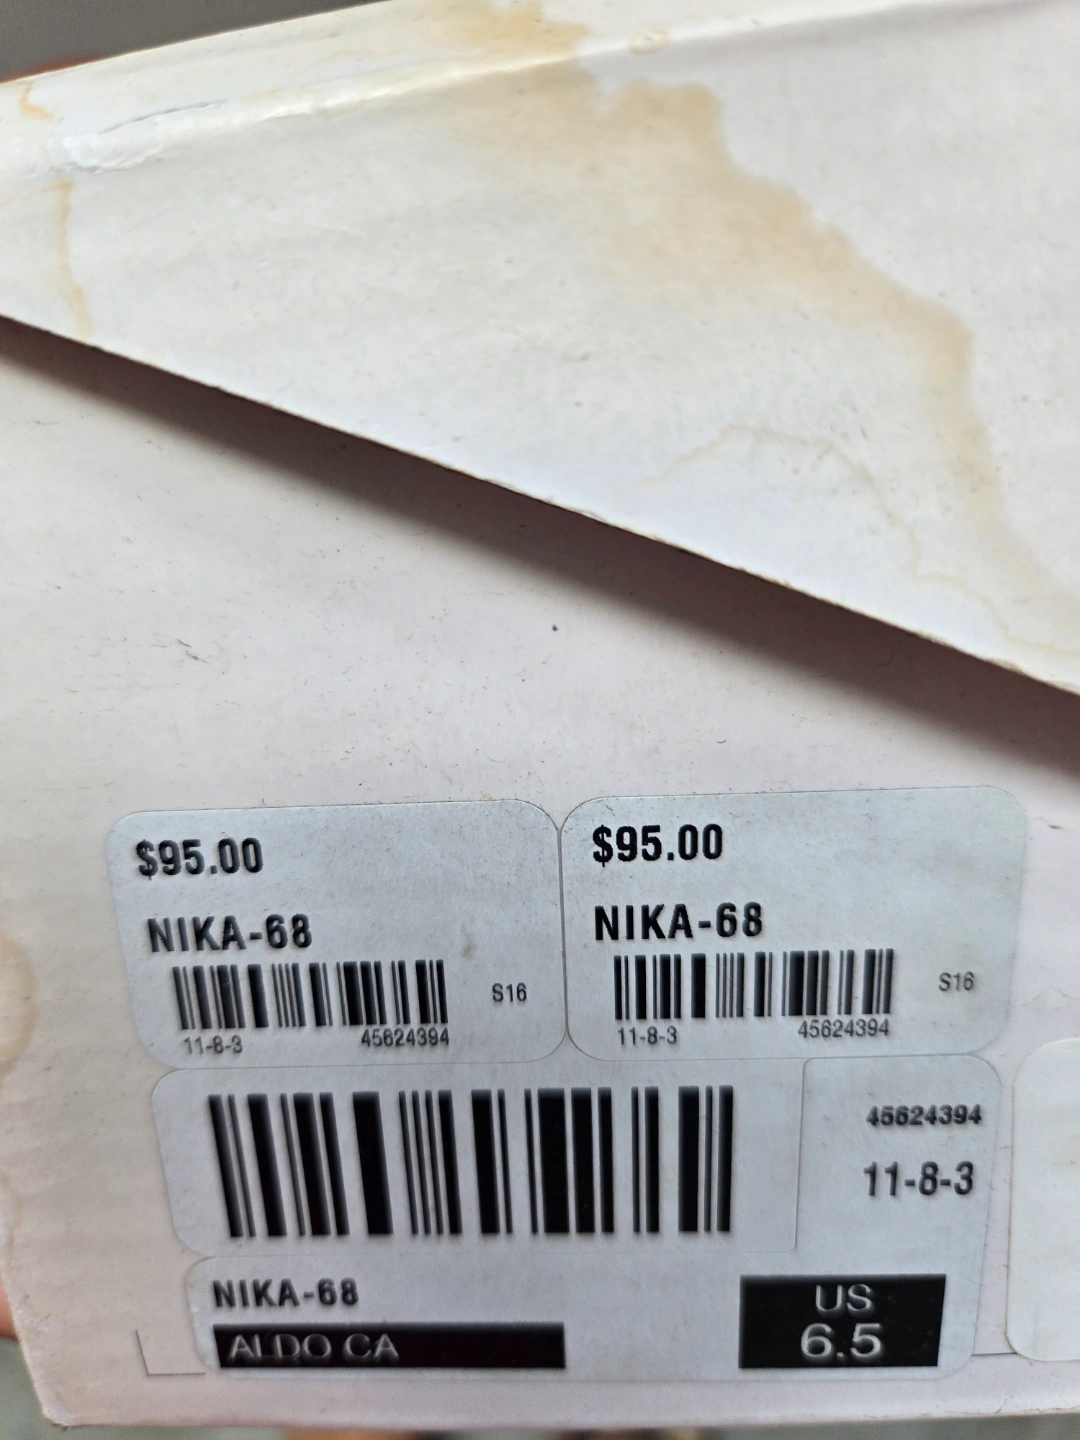 $95.00
NIKA-68
S16
11-8-3 45624394
$95.00
NIKA-68
S16
11-8-3 45624394
45624394
11-8-3
NIKA-68
ALDO CA
US
6.5